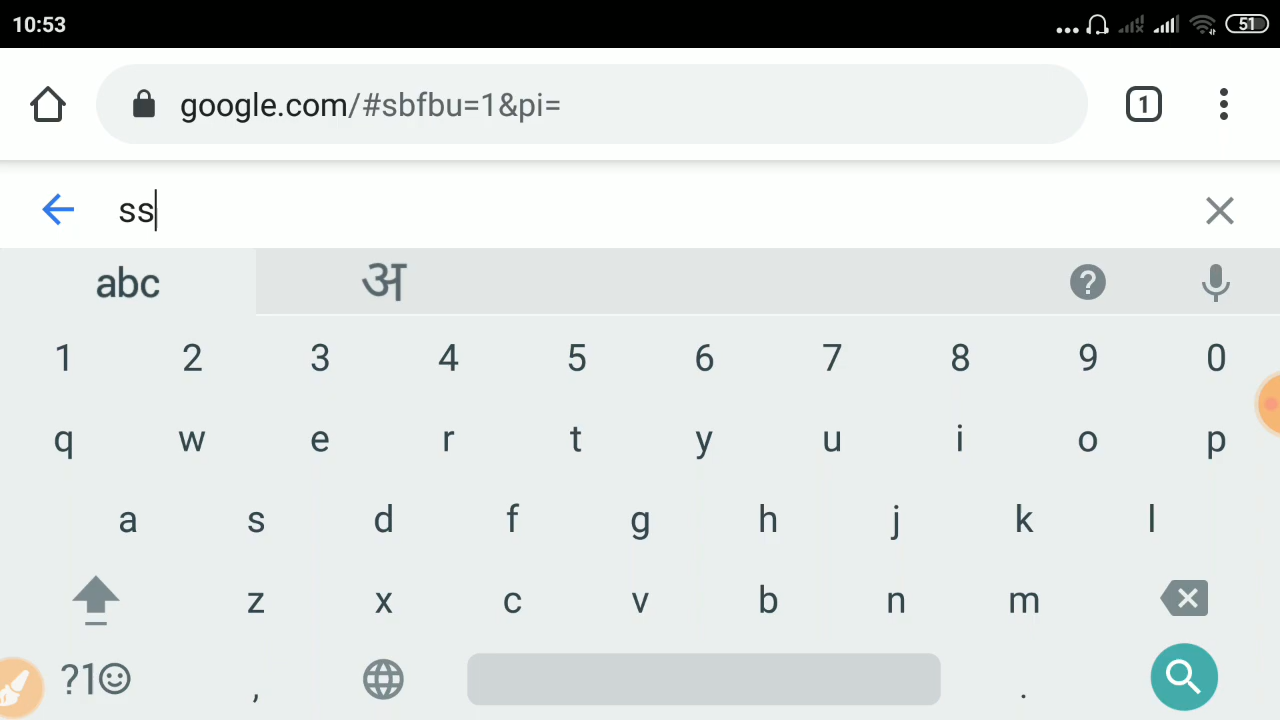 10:53
51
google.com/#sbfbu=1&pi=
1
ss
abc अ ?
1 2 3 4 5 6 7 8 9 0
q w e r t y u i o p
a s d f g h j k l
z x c v b n m
?1☺ , .